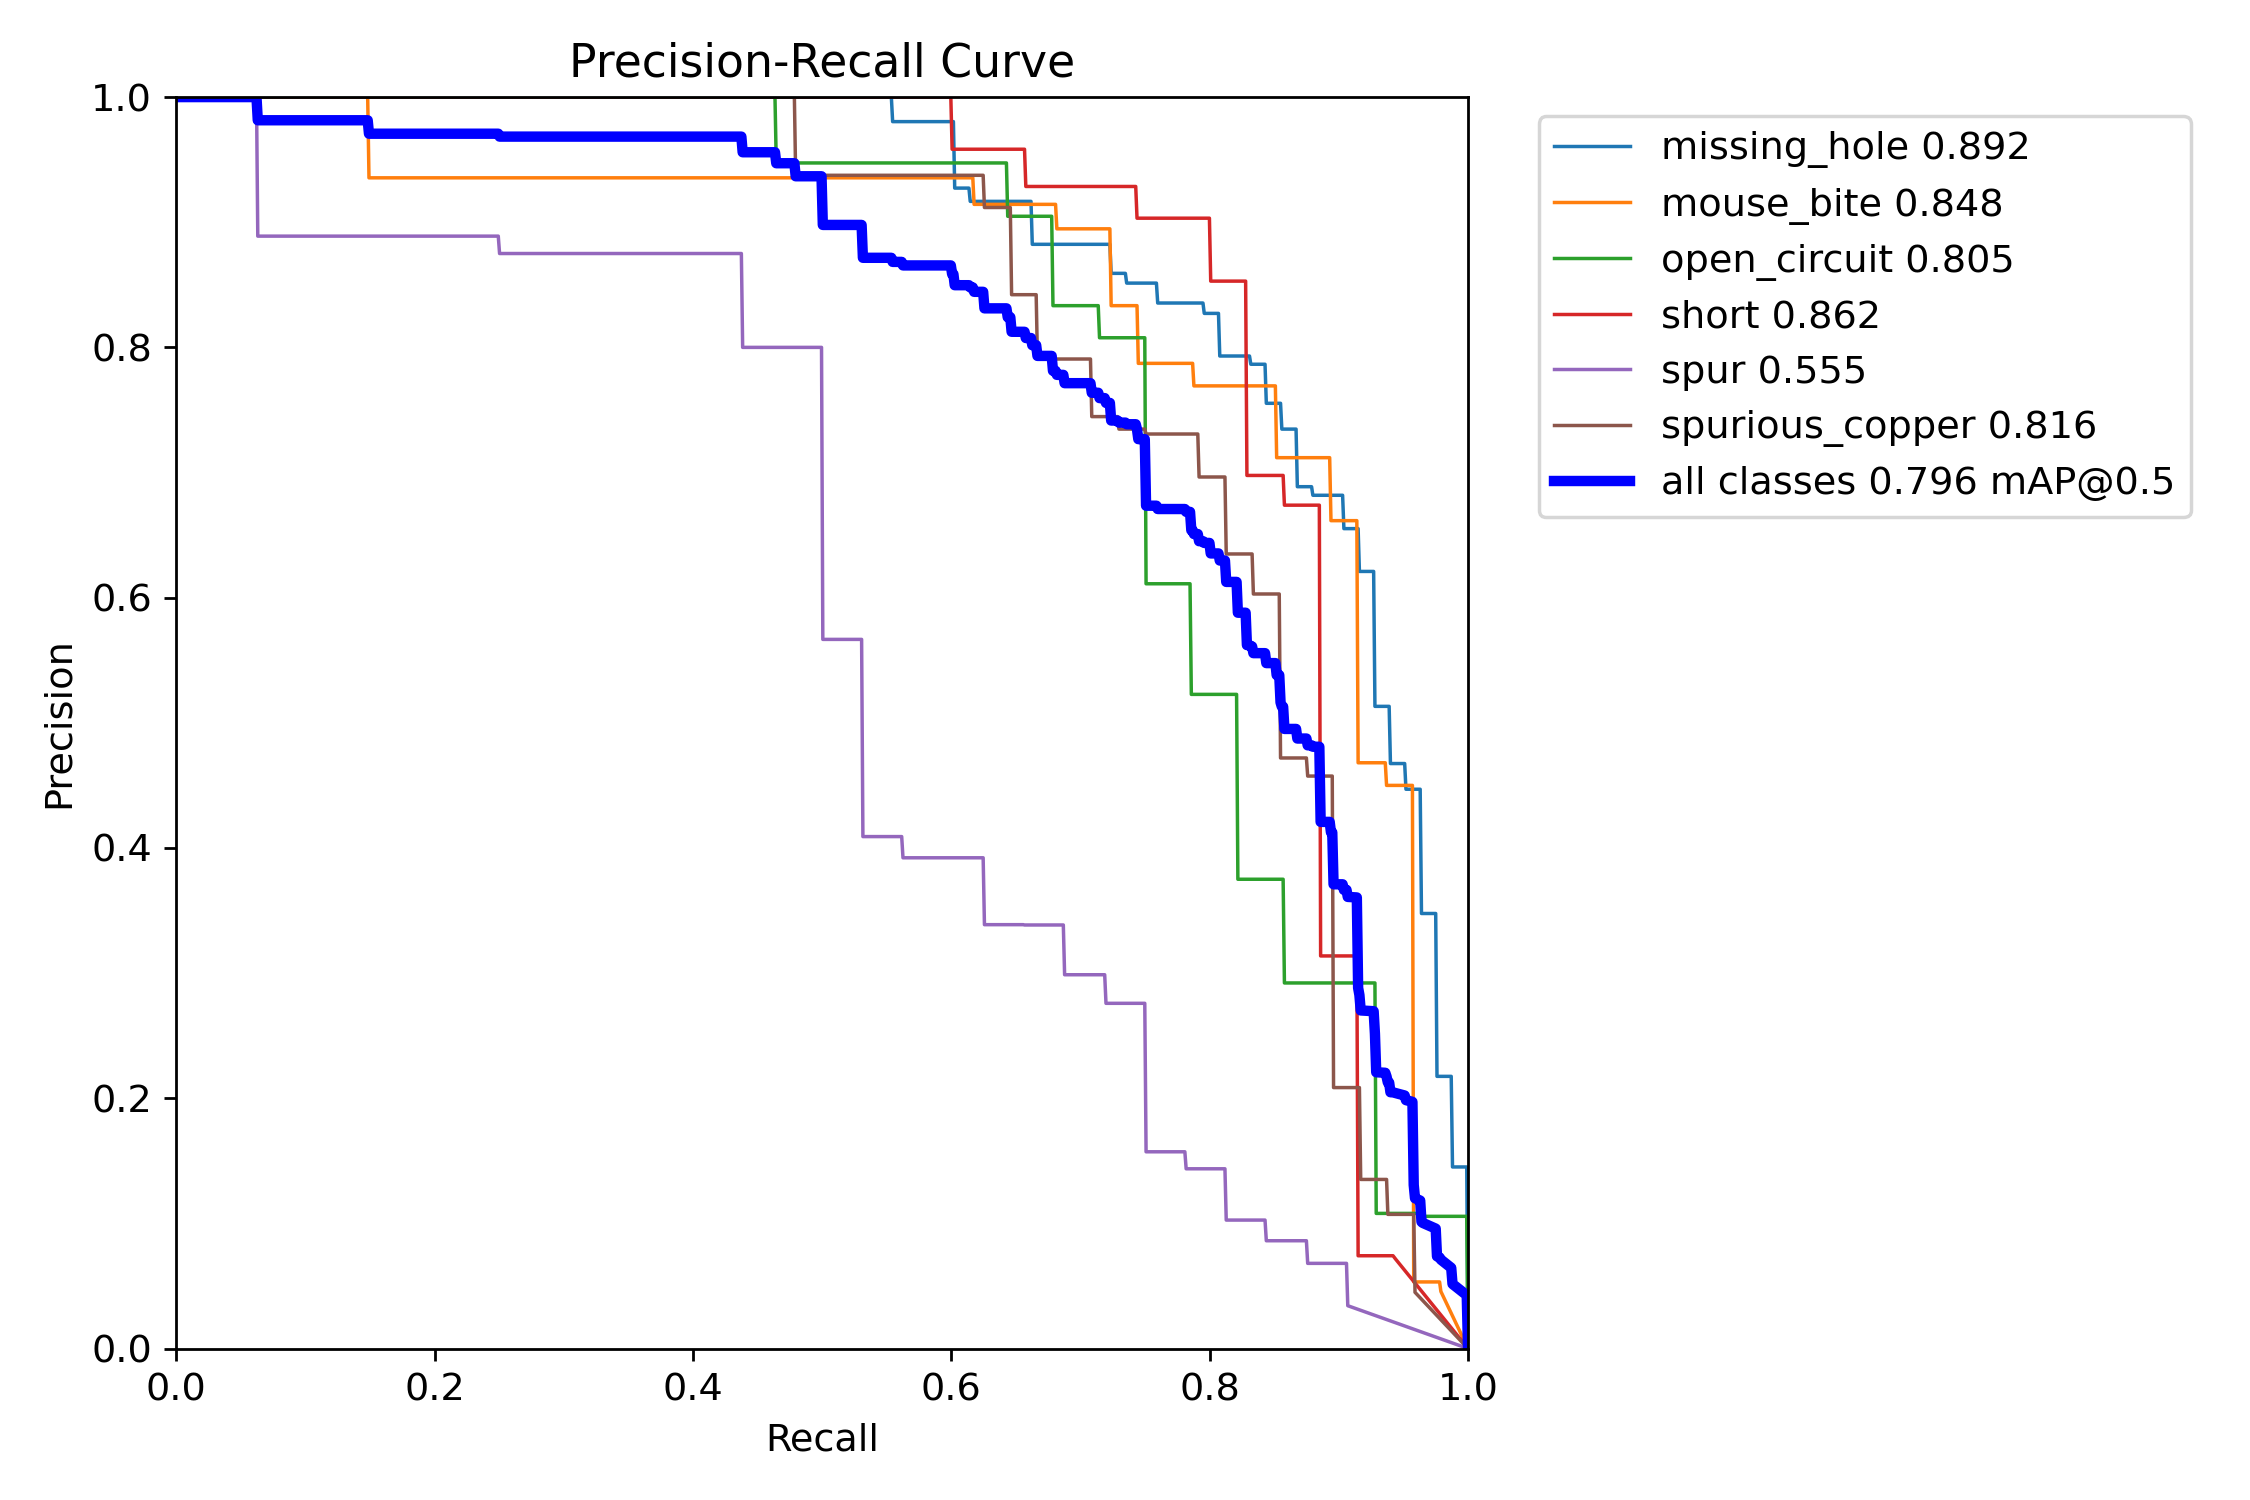 Precision-Recall Curve
1.0
0.8
0.6
0.4
0.2
0.0
Precision
0.0 0.2 0.4 0.6 0.8 1.0
Recall
missing_hole 0.892
mouse_bite 0.848
open_circuit 0.805
short 0.862
spur 0.555
spurious_copper 0.816
all classes 0.796 mAP@0.5